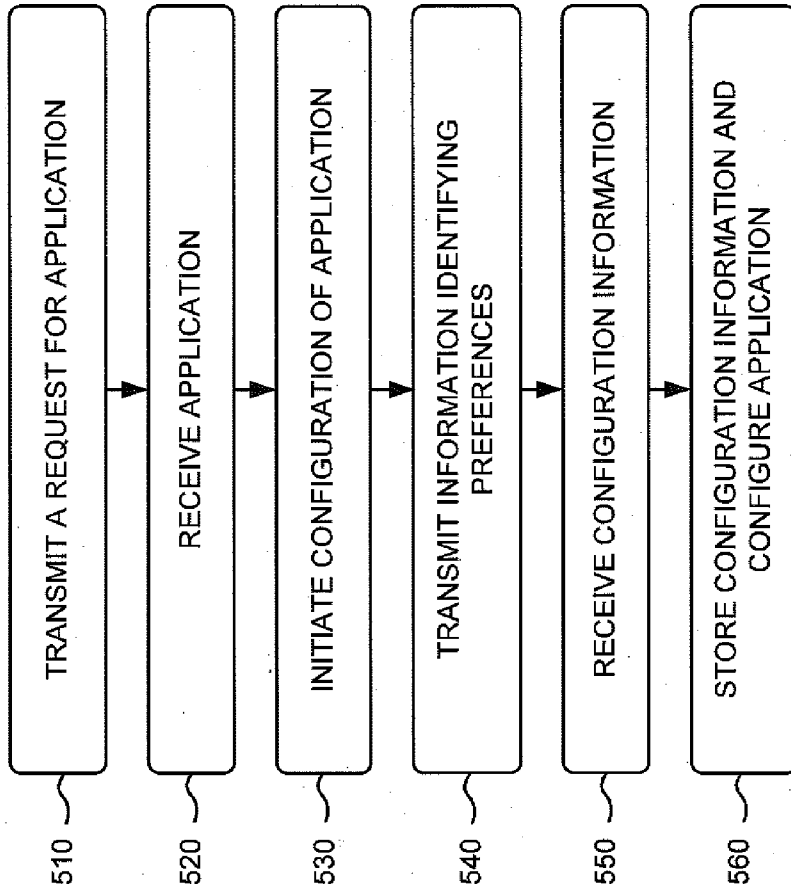 510
TRANSMIT A REQUEST FOR APPLICATION
520
RECEIVE APPLICATION
530
INITIATE CONFIGURATION OF APPLICATION
540
TRANSMIT INFORMATION IDENTIFYING
PREFERENCES
550
RECEIVE CONFIGURATION INFORMATION
560
STORE CONFIGURATION INFORMATION AND
CONFIGURE APPLICATION